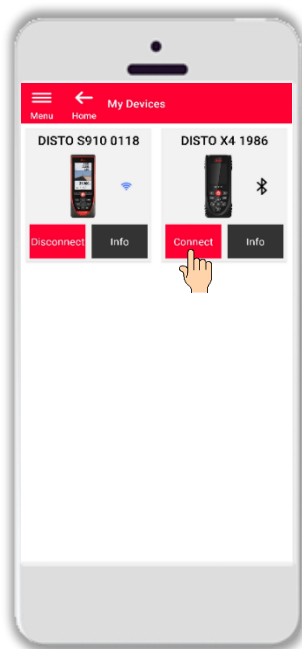 Menu
Home
My Devices
DISTO S910 0118
DISTO X4 1986
Disconnect
Info
Connect
Info